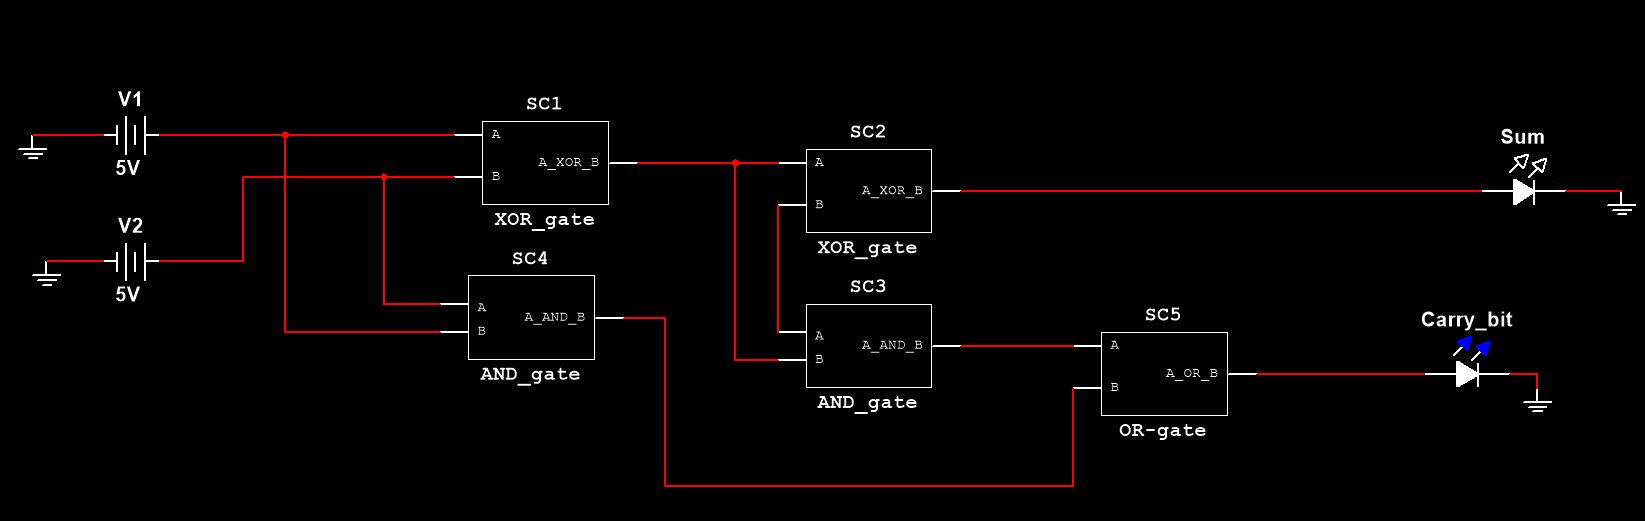 V1
5V
V2
5V
SC1
A
B
A_XOR_B
XOR_gate
SC4
A
B
A_AND_B
AND_gate
SC2
A
B
A_XOR_B
XOR_gate
SC3
A
B
A_AND_B
AND_gate
SC5
A
B
A_OR_B
OR-gate
Sum
Carry_bit